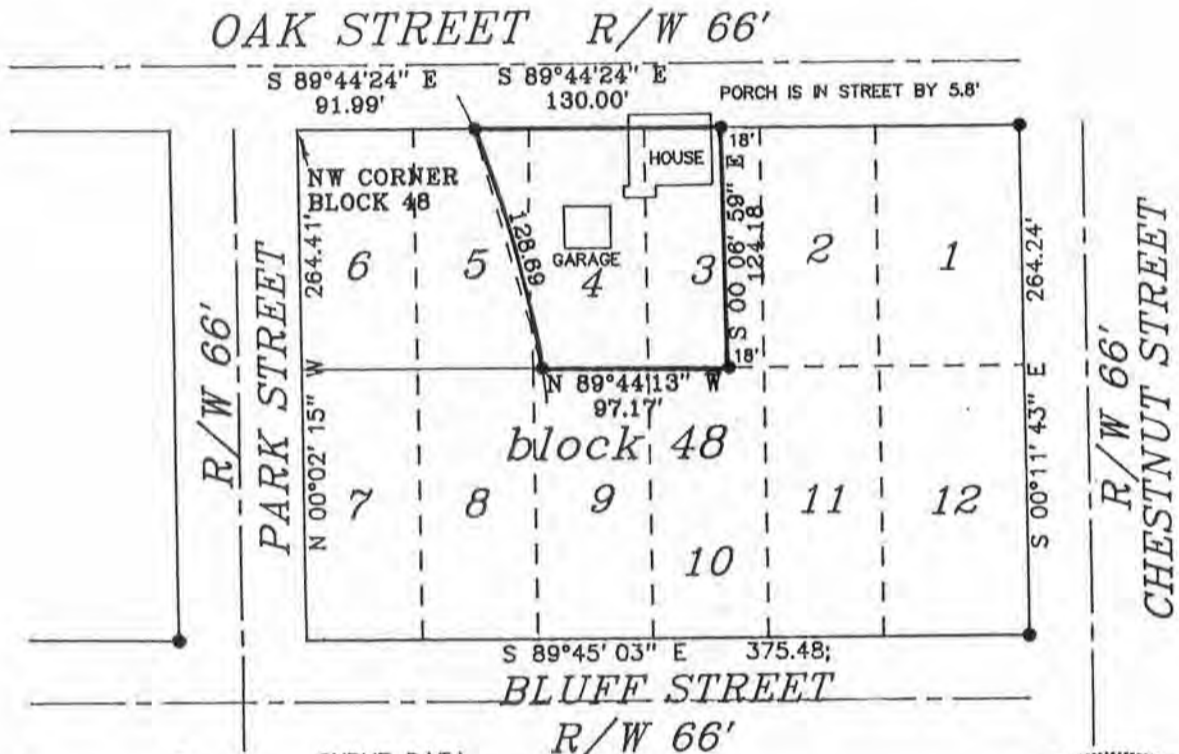 OAK STREET R/W 66'
S 89°44'24" E
91.99'
S 89°44'24" E
130.00'
PORCH IS IN STREET BY 5.8'
NW CORNER
BLOCK 48
HOUSE
18'
GARAGE
128.69
S 00 06' 59" E
124.18
6
5
4
3
2
1
264.41'
N 00°02' 15" W
PARK STREET
R/W 66'
264.24'
S 00°11' 43" E
R/W 66'
CHESTNUT STREET
18'
N 89°44'13" W
97.17'
block 48
7
8
9
10
11
12
S 89°45' 03" E 375.48;
BLUFF STREET
R/W 66'